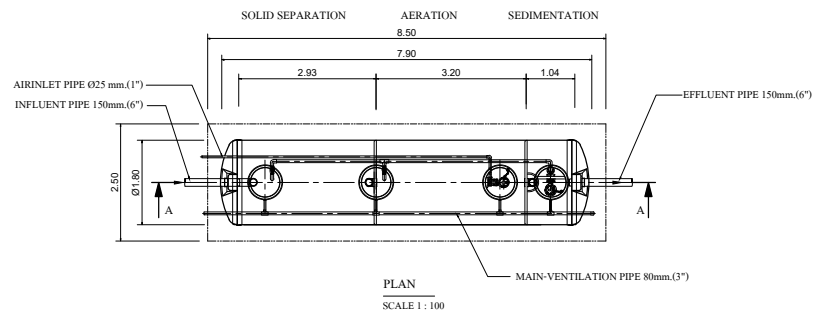 SOLID SEPARATION AERATION SEDIMENTATION
8.50
7.90
2.93 3.20 1.04
AIRINLET PIPE Ø25 mm.(1")
INFLUENT PIPE 150mm.(6")
EFFLUENT PIPE 150mm.(6")
2.50
Ø1.80
A A
MAIN-VENTILATION PIPE 80mm.(3")
PLAN
SCALE 1 : 100